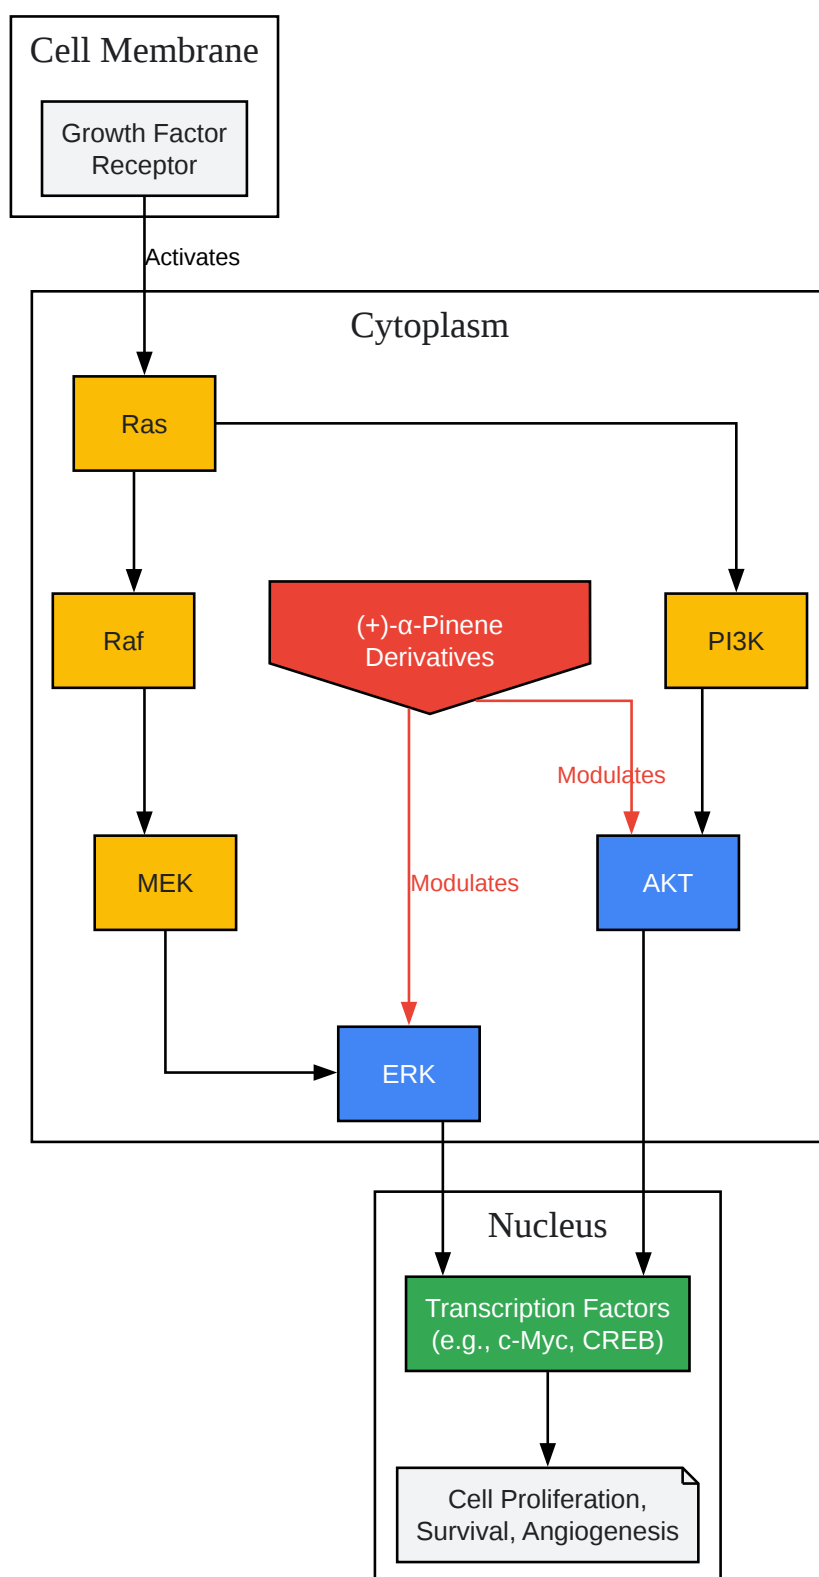 Cell Membrane
Growth Factor
Receptor
Activates
Cytoplasm
Ras
Raf
(+)-α-Pinene
Derivatives
PI3K
Modulates
MEK
Modulates
AKT
ERK
Nucleus
Transcription Factors
(e.g., c-Myc, CREB)
Cell Proliferation,
Survival, Angiogenesis